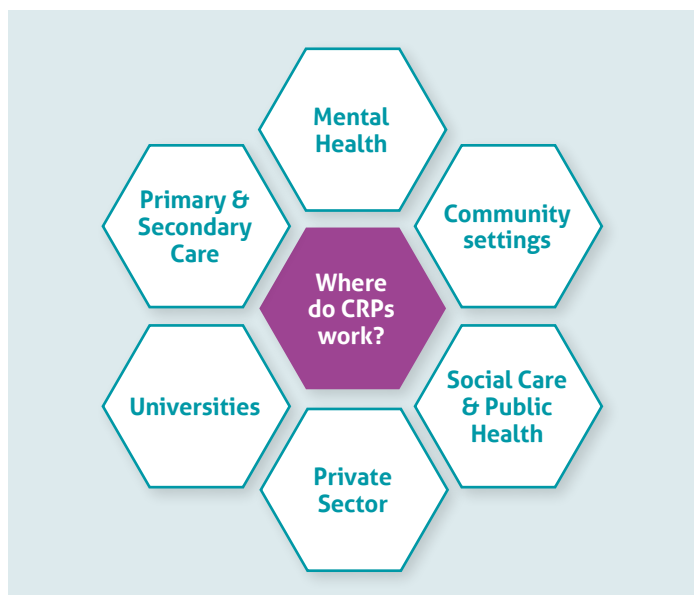 Mental
Health
Primary &
Secondary
Care
Community
settings
Where
do CRPs
work?
Universities
Social Care
& Public
Health
Private
Sector